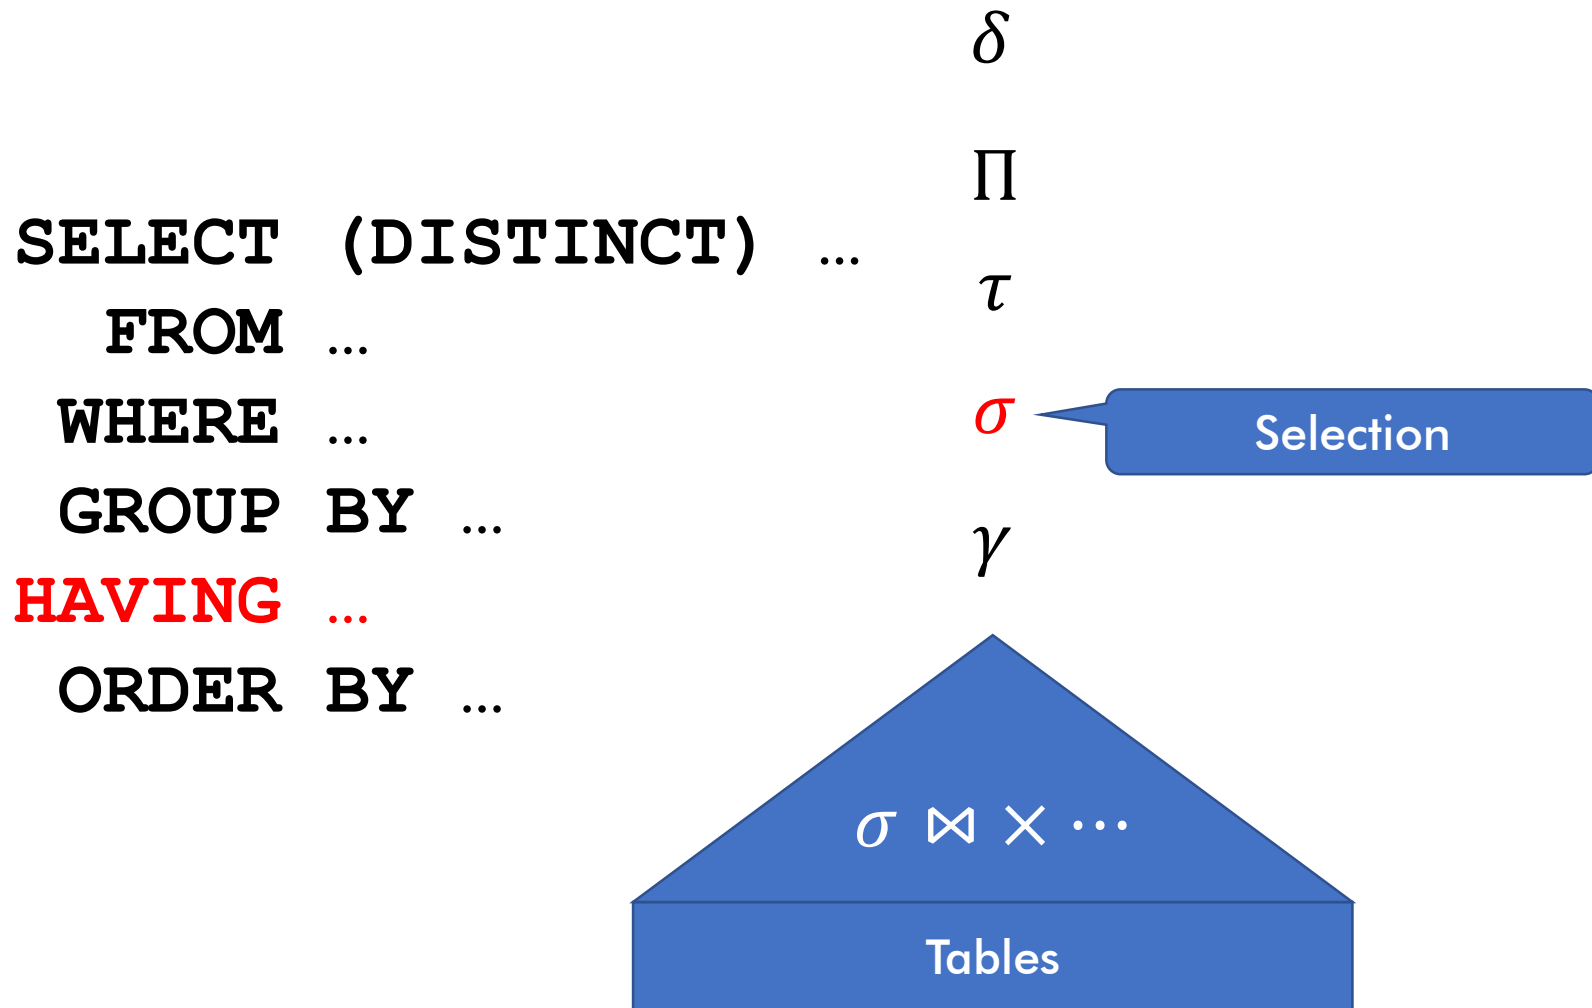 SELECT (DISTINCT) …
FROM …
WHERE …
GROUP BY …
HAVING …
ORDER BY …
δ
Π
τ
σ
Selection
γ
σ ⋈ × ⋯
Tables